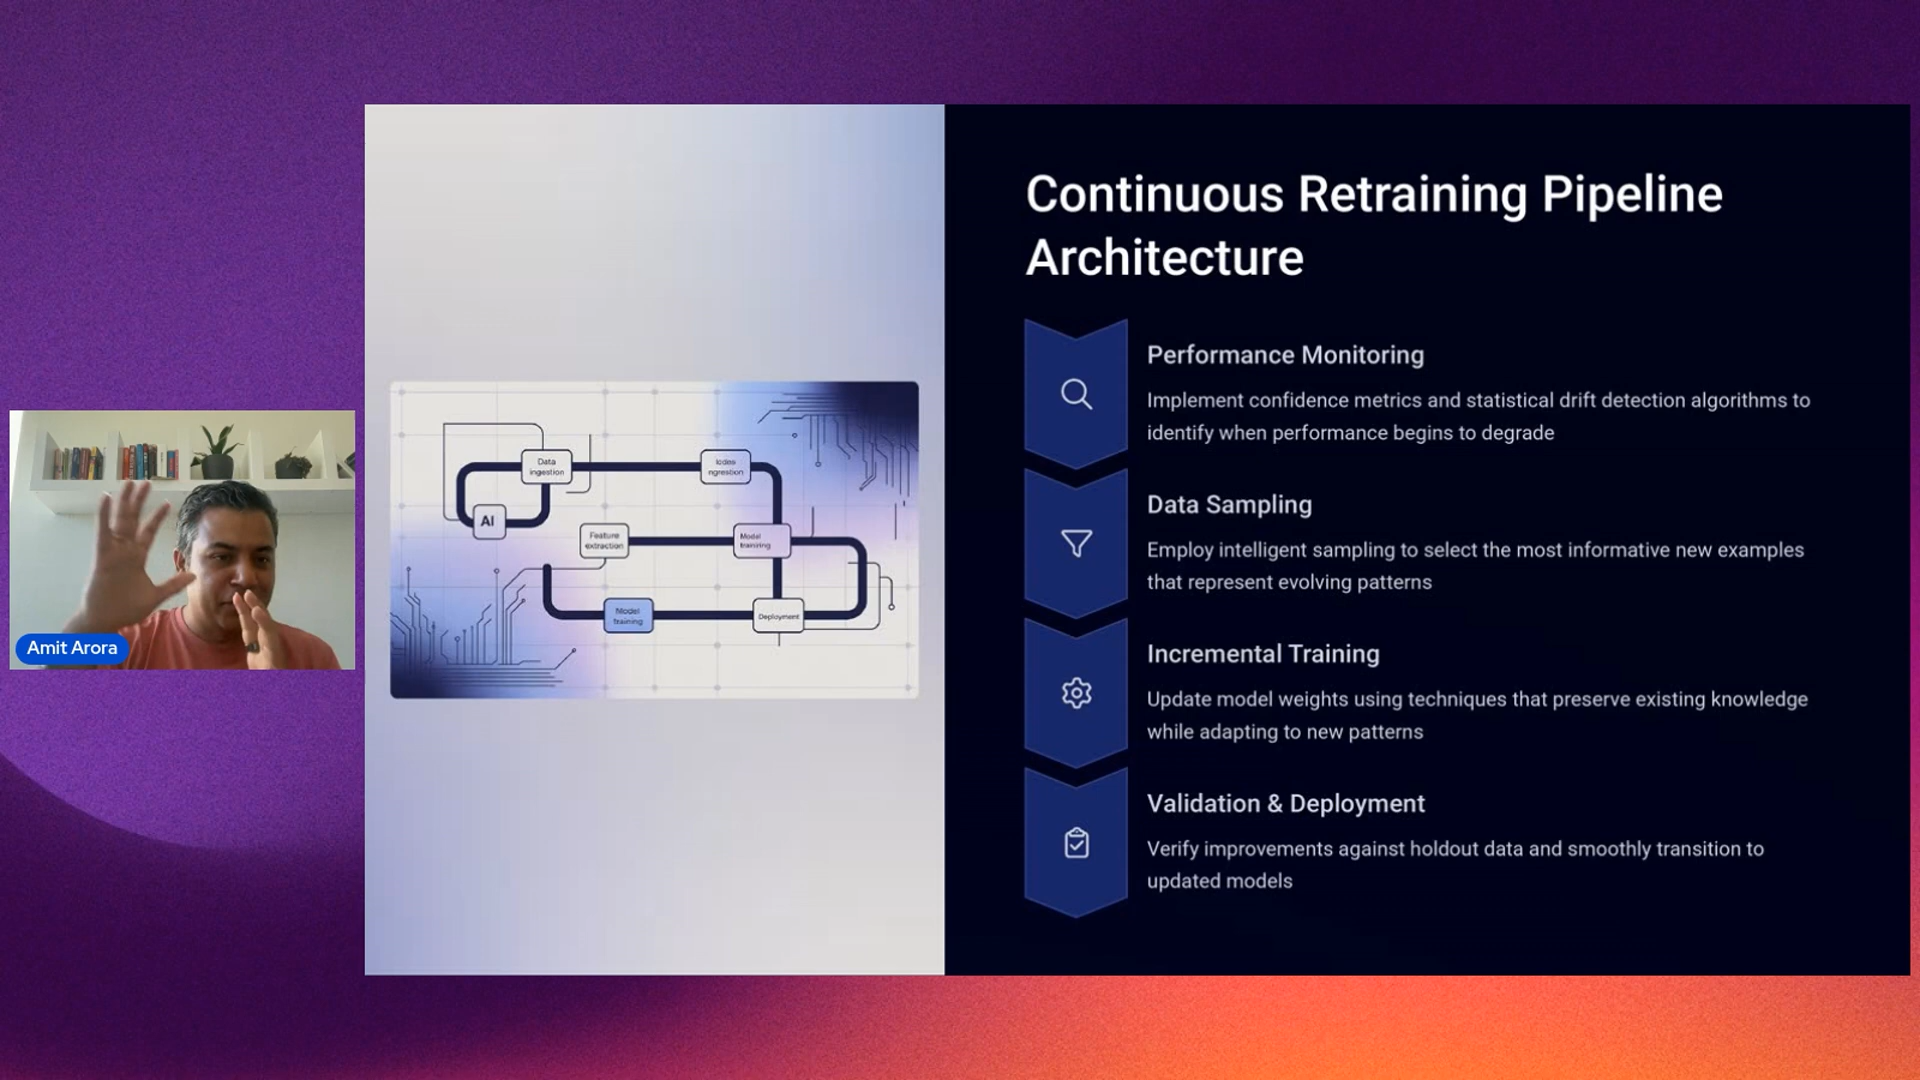 Continuous Retraining Pipeline
Architecture
Performance Monitoring
Implement confidence metrics and statistical drift detection algorithms to
identify when performance begins to degrade
Data Sampling
Employ intelligent sampling to select the most informative new examples
that represent evolving patterns
Incremental Training
Update model weights using techniques that preserve existing knowledge
while adapting to new patterns
Validation & Deployment
Verify improvements against holdout data and smoothly transition to
updated models
Data
ingestion
AI
Feature
extraction
Model
Model
training
Deployment
Amit Arora